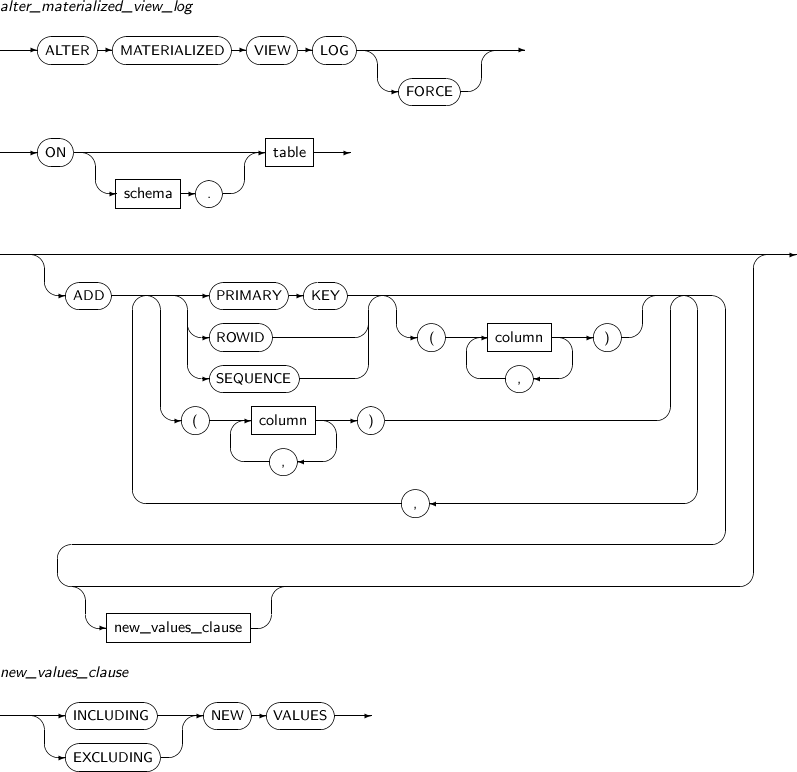 alter_materialized_view_log
ALTER MATERIALIZED VIEW LOG
FORCE
ON table
schema .
ADD PRIMARY KEY
ROWID ( column )
SEQUENCE ,
( column )
,
,
new_values_clause
new_values_clause
INCLUDING NEW VALUES
EXCLUDING